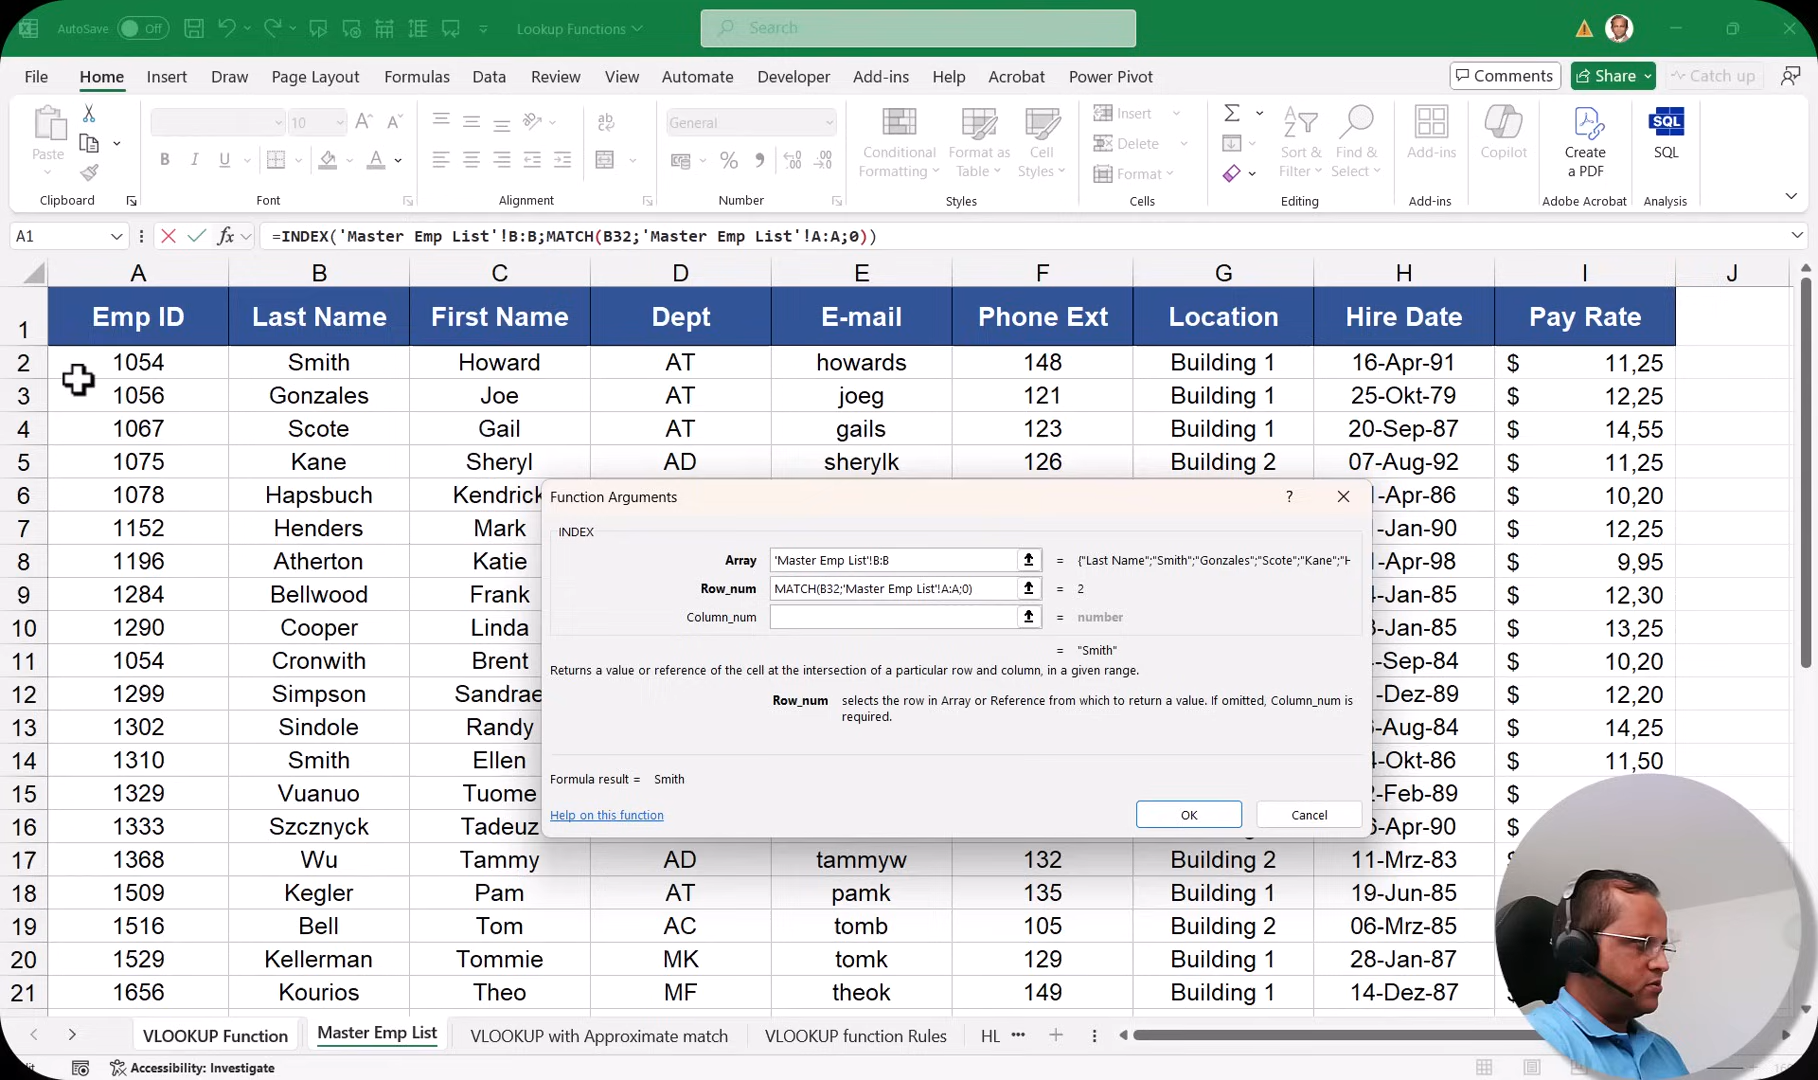 AutoSave Off Lookup Functions Search
File Home Insert Draw Page Layout Formulas Data Review View Automate Developer Add-ins Help Acrobat Power Pivot Comments Share Catch up
Paste 10 General Conditional Formatting Format as Table Cell Styles Insert Delete Format Sort & Filter Find & Select Add-ins Copilot Create a PDF SQL
Clipboard Font Alignment Number Styles Cells Editing Add-ins Adobe Acrobat Analysis
A1 fx =INDEX('Master Emp List'!B:B;MATCH(B32;'Master Emp List'!A:A;0))
A B C D E F G H I J
1 Emp ID Last Name First Name Dept E-mail Phone Ext Location Hire Date Pay Rate
2 1054 Smith Howard AT howards 148 Building 1 16-Apr-91 $ 11,25
3 1056 Gonzales Joe AT joeg 121 Building 1 25-Okt-79 $ 12,25
4 1067 Scote Gail AT gails 123 Building 1 20-Sep-87 $ 14,55
5 1075 Kane Sheryl AD sherylk 126 Building 2 07-Aug-92 $ 11,25
6 1078 Hapsbuch Kendrick -Apr-86 $ 10,20
7 1152 Henders Mark -Jan-90 $ 12,25
8 1196 Atherton Katie -Apr-98 $ 9,95
9 1284 Bellwood Frank -Jan-85 $ 12,30
10 1290 Cooper Linda -Jan-85 $ 13,25
11 1054 Cronwith Brent -Sep-84 $ 10,20
12 1299 Simpson Sandrae -Dez-89 $ 12,20
13 1302 Sindole Randy -Aug-84 $ 14,25
14 1310 Smith Ellen -Okt-86 $ 11,50
15 1329 Vuanuo Tuome -Feb-89 $
16 1333 Szcznyck Tadeuz -Apr-90 $
17 1368 Wu Tammy AD tammyw 132 Building 2 11-Mrz-83
18 1509 Kegler Pam AT pamk 135 Building 1 19-Jun-85
19 1516 Bell Tom AC tomb 105 Building 2 06-Mrz-85
20 1529 Kellerman Tommie MK tomk 129 Building 1 28-Jan-87
21 1656 Kourios Theo MF theok 149 Building 1 14-Dez-87
Function Arguments ?
INDEX
Array 'Master Emp List'!B:B = {"Last Name";"Smith";"Gonzales";"Scote";"Kane";"H
Row_num MATCH(B32;'Master Emp List'!A:A;0) = 2
Column_num = number
= "Smith"
Returns a value or reference of the cell at the intersection of a particular row and column, in a given range.
Row_num selects the row in Array or Reference from which to return a value. If omitted, Column_num is
required.
Formula result = Smith
Help on this function OK Cancel
VLOOKUP Function Master Emp List VLOOKUP with Approximate match VLOOKUP function Rules HL ...
Accessibility: Investigate